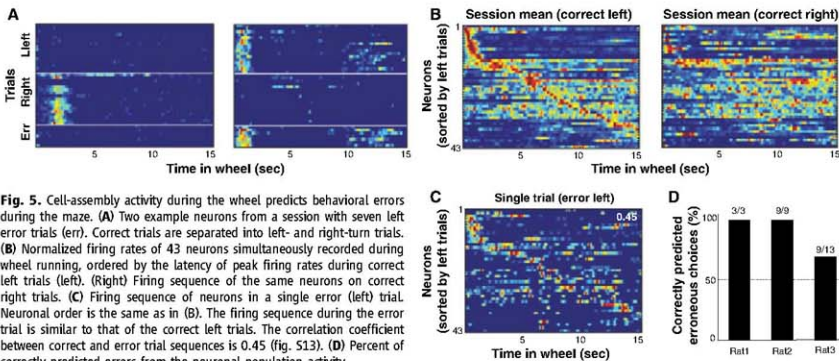 A
Lleft
Right
Err
Trials
5
10
15
5
10
15
Time in wheel (sec)
B
Session mean (correct left)
Session mean (correct right)
1
43
Neurons
(sorted by left trials)
5
10
15
5
10
15
Time in wheel (sec)
Fig. 5. Cell-assembly activity during the wheel predicts behavioral errors
during the maze. (A) Two example neurons from a session with seven left
error trials (err). Correct trials are separated into left- and right-turn trials.
(B) Normalized firing rates of 43 neurons simultaneously recorded during
wheel running, ordered by the latency of peak firing rates during correct
left trials (left). (Right) Firing sequence of the same neurons on correct
right trials. (C) Firing sequence of neurons in a single error (left) trial.
Neuronal order is the same as in (B). The firing sequence during the error
trial is similar to that of the correct left trials. The correlation coefficient
between correct and error trial sequences is 0.45 (fig. S13). (D) Percent of
correctly predicted errors from the neuronal population activity.
C
Single trial (error left)
0.45
1
43
Neurons
(sorted by left trials)
5
10
15
Time in wheel (sec)
D
3/3
9/9
9/13
100
50
0
Correctly predicted
erroneous choices (%)
Rat1
Rat2
Rat3